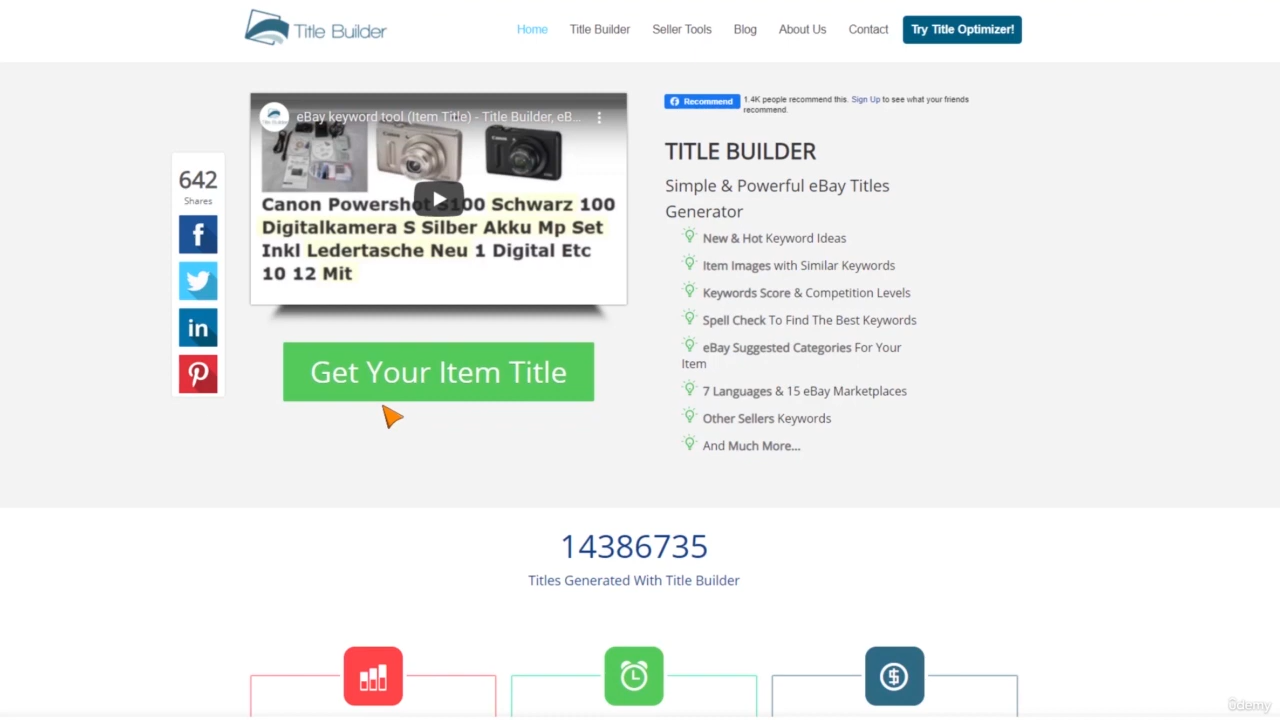 Title Builder
Home
Title Builder
Seller Tools
Blog
About Us
Contact
Try Title Optimizer!
eBay keyword tool (Item Title) - Title Builder, eB...
Canon Powershot S100 Schwarz 100
Digitalkamera S Silber Akku Mp Set
Inkl Ledertasche Neu 1 Digital Etc
10 12 Mit
642
Shares
Get Your Item Title
Recommend
1.4K people recommend this. Sign Up to see what your friends
recommend.
TITLE BUILDER
Simple & Powerful eBay Titles
Generator
New & Hot Keyword Ideas
Item Images with Similar Keywords
Keywords Score & Competition Levels
Spell Check To Find The Best Keywords
eBay Suggested Categories For Your
Item
7 Languages & 15 eBay Marketplaces
Other Sellers Keywords
And Much More...
14386735
Titles Generated With Title Builder
ûdemy